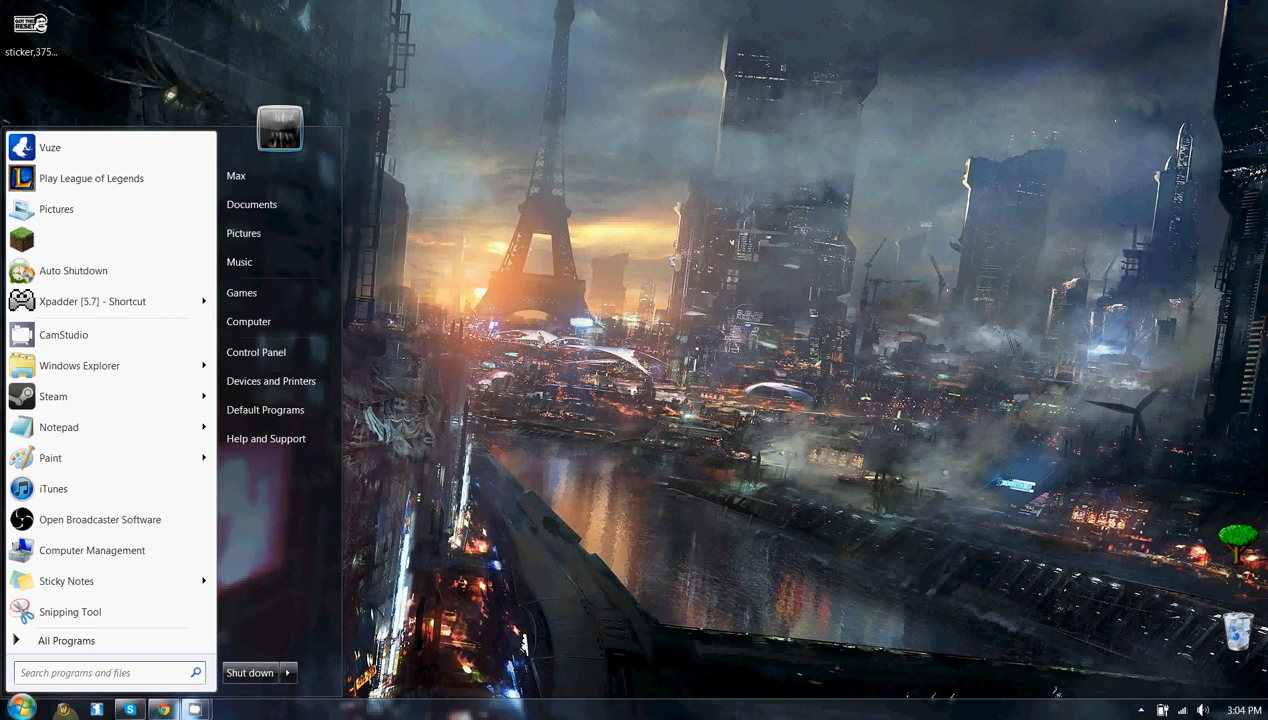 GOT THE
RESET
sticker,375...
Vuze
Play League of Legends
Pictures
Auto Shutdown
Xpadder [5.7] - Shortcut
CamStudio
Windows Explorer
Steam
Notepad
Paint
iTunes
Open Broadcaster Software
Computer Management
Sticky Notes
Snipping Tool
All Programs
Search programs and files
Max
Documents
Pictures
Music
Games
Computer
Control Panel
Devices and Printers
Default Programs
Help and Support
Shut down
3:04 PM